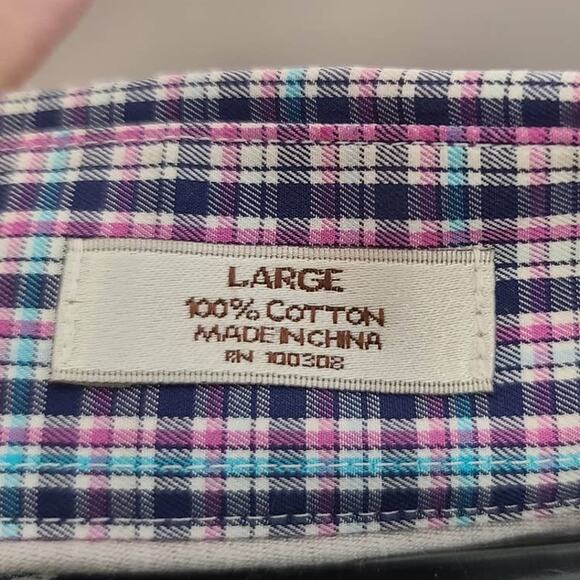 LARGE
100% COTTON
MADE IN CHINA
RN 100308